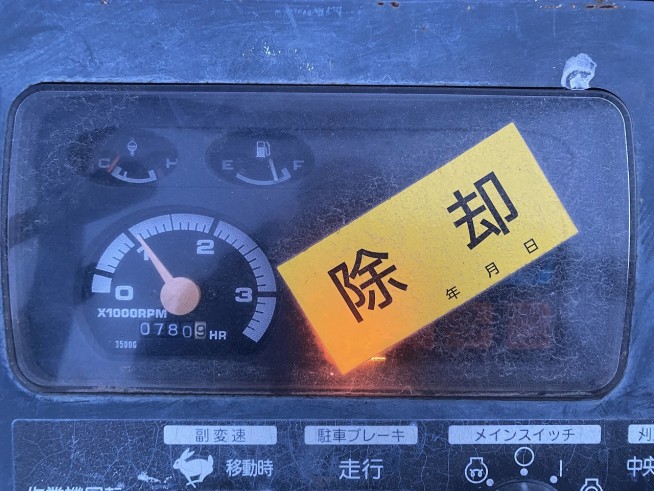 C H
E F
0 1 2 3
X1000RPM
07809 HR
3500G
除却
年 月 日
副変速
駐車ブレーキ
メインスイッチ
移動時
走行
中央